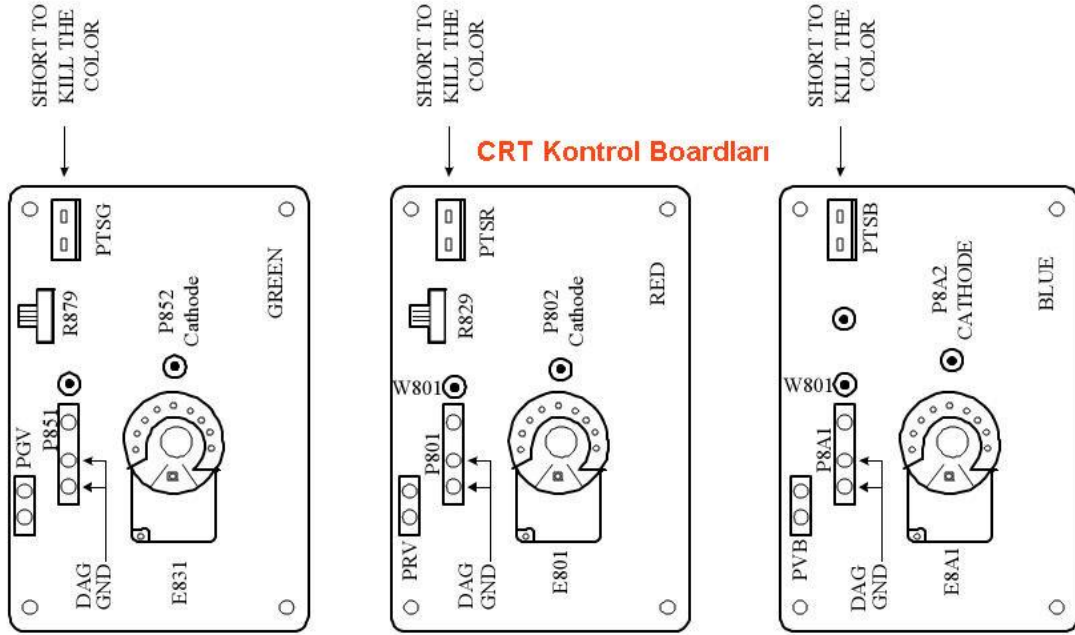 SHORT TO
KILL THE
COLOR
SHORT TO
KILL THE
COLOR
SHORT TO
KILL THE
COLOR
CRT Kontrol Boardları
PTSG
R879
P852
Cathode
GREEN
PGV
P851
DAG
GND
E831
PTSR
R829
P802
Cathode
RED
W801
P801
PRV
DAG
GND
E801
PTSB
P8A2
CATHODE
BLUE
W801
P8A1
PVB
DAG
GND
E8A1